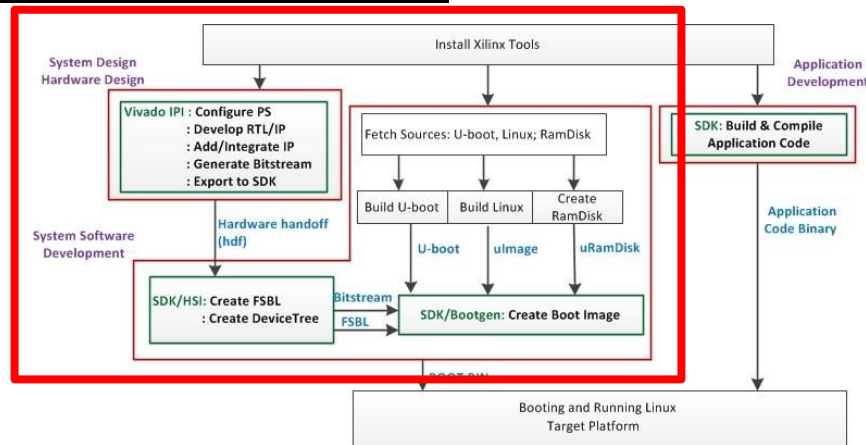 Install Xilinx Tools
System Design
Hardware Design
Application
Development
Vivado IPI : Configure PS
: Develop RTL/IP
: Add/Integrate IP
: Generate Bitstream
: Export to SDK
Fetch Sources: U-boot, Linux; RamDisk
SDK: Build & Compile
Application Code
Build U-boot
Build Linux
Create
RamDisk
Hardware handoff
(hdf)
System Software
Development
U-boot
uImage
uRamDisk
Application
Code Binary
SDK/HSI: Create FSBL
: Create DeviceTree
Bitstream
FSBL
SDK/Bootgen: Create Boot Image
Booting and Running Linux
Target Platform